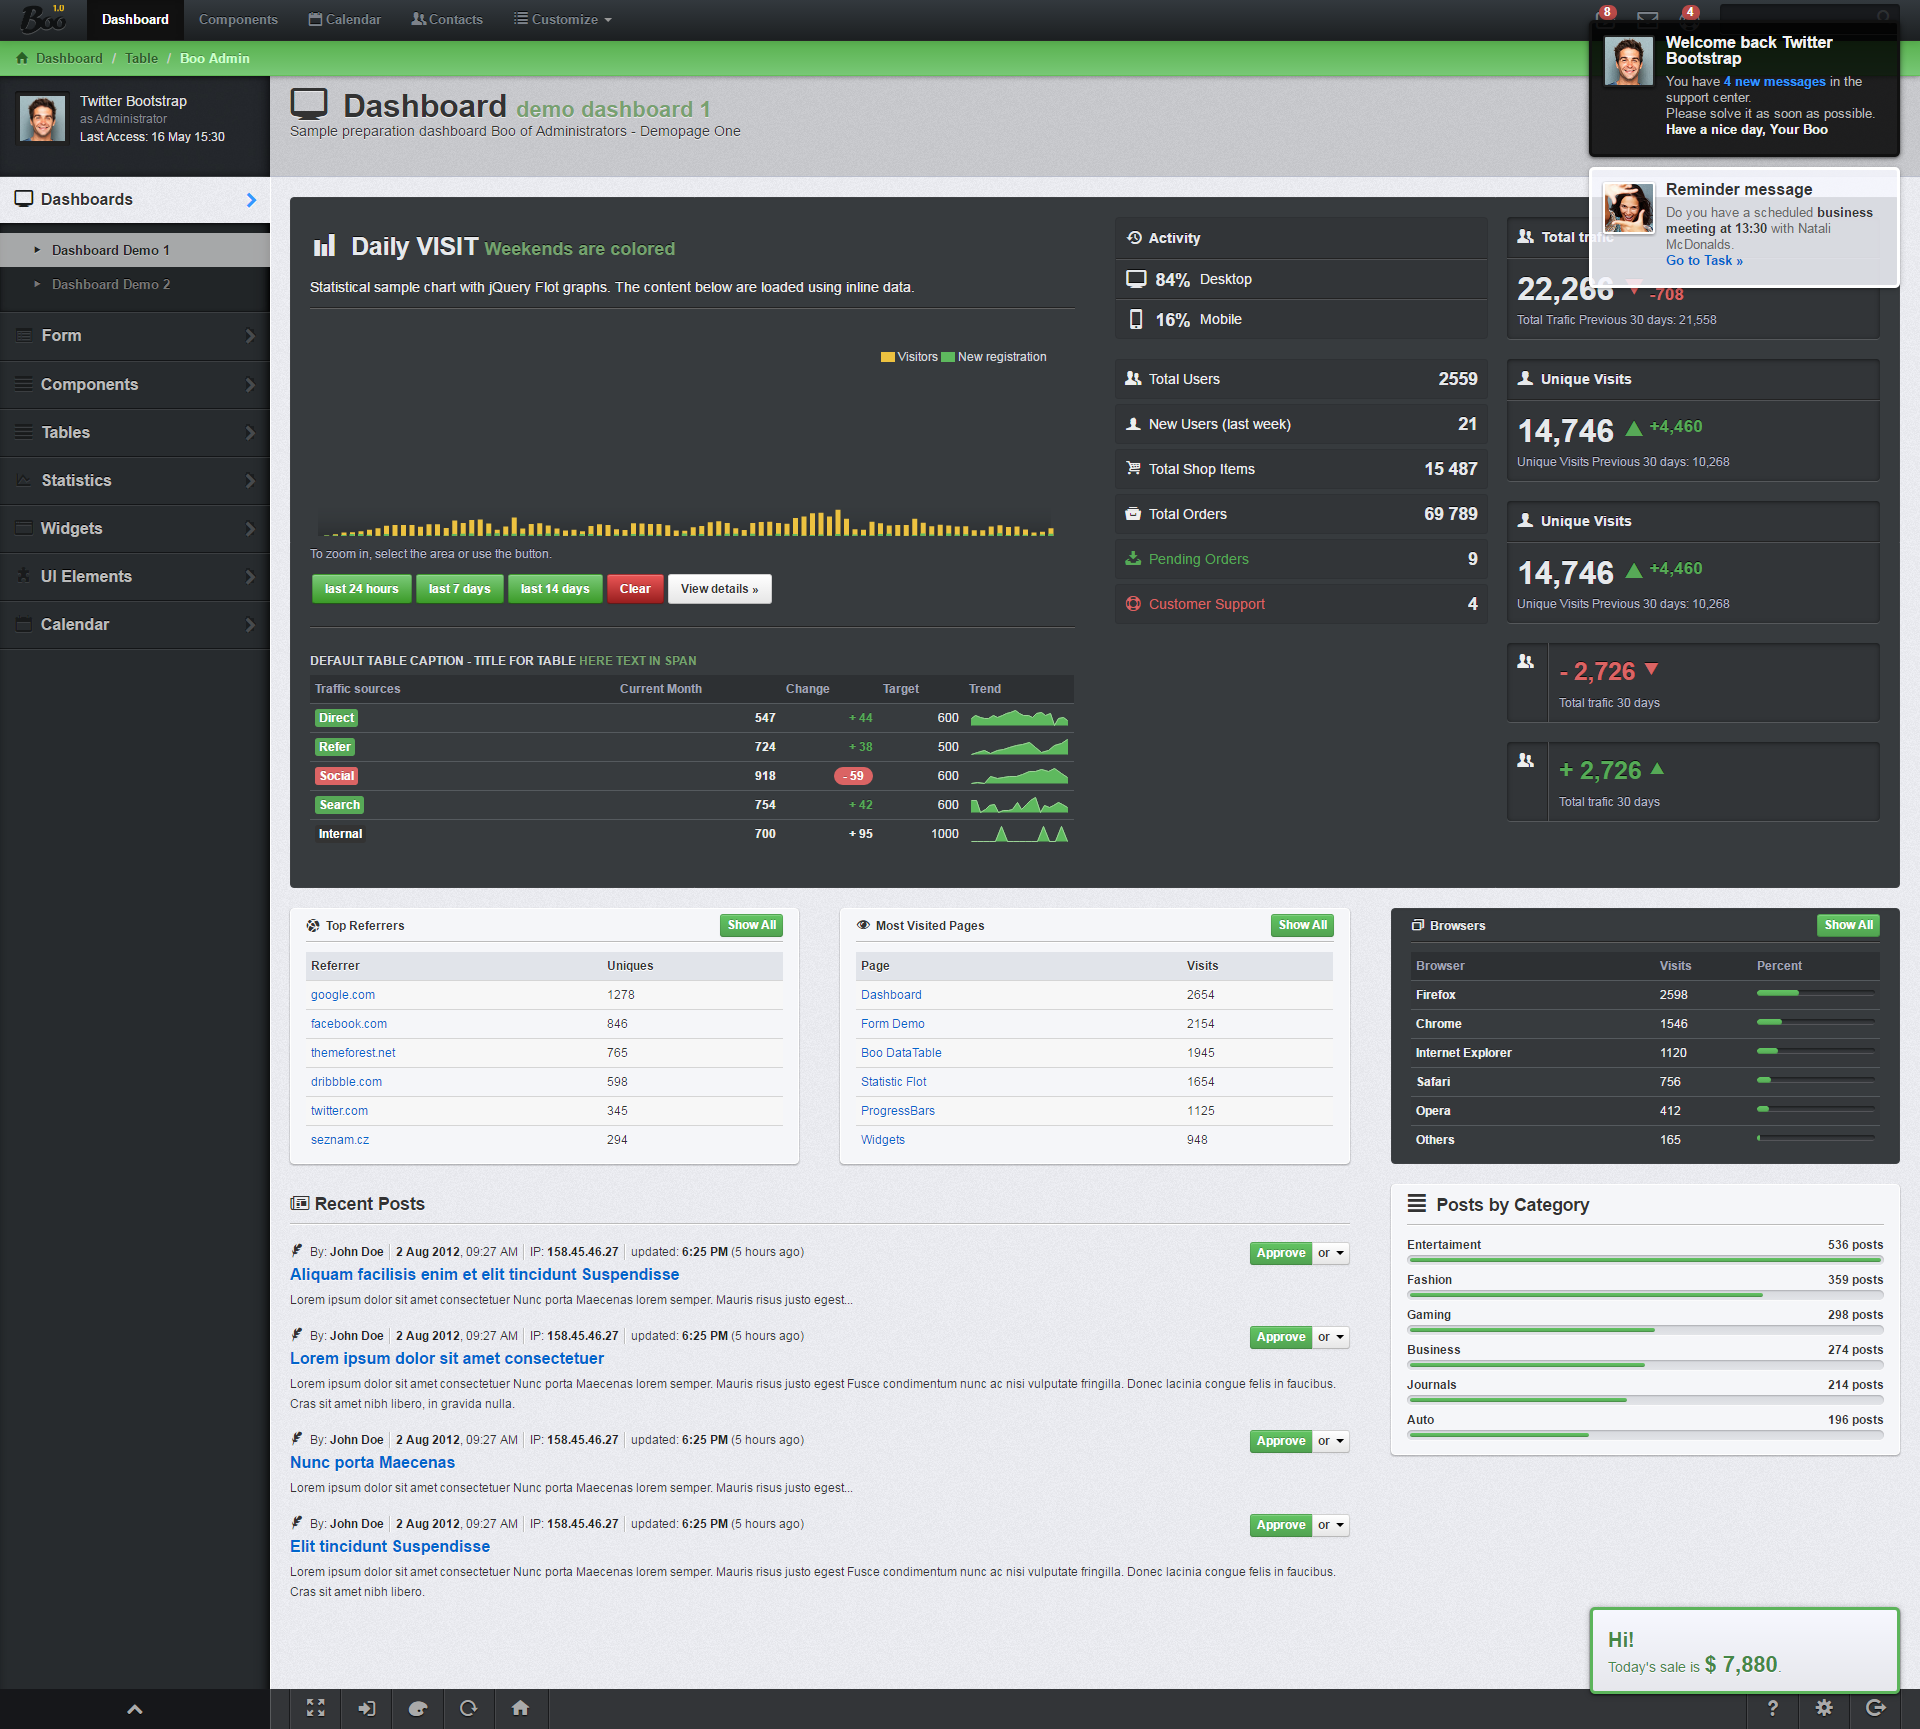 Boo 1.0
Dashboard
Components
Calendar
Contacts
Customize
8
4
Dashboard / Table / Boo Admin
Twitter Bootstrap
as Administrator
Last Access: 16 May 15:30
Dashboards
Dashboard Demo 1
Dashboard Demo 2
Form
Components
Tables
Statistics
Widgets
UI Elements
Calendar
Dashboard demo dashboard 1
Sample preparation dashboard Boo of Administrators - Demopage One
Welcome back Twitter
Bootstrap
You have 4 new messages in the
support center.
Please solve it as soon as possible.
Have a nice day, Your Boo
Reminder message
Do you have a scheduled business
meeting at 13:30 with Natali
McDonalds.
Go to Task »
Daily VISIT Weekends are colored
Statistical sample chart with jQuery Flot graphs. The content below are loaded using inline data.
Visitors New registration
To zoom in, select the area or use the button.
last 24 hours
last 7 days
last 14 days
Clear
View details »
DEFAULT TABLE CAPTION - TITLE FOR TABLE HERE TEXT IN SPAN
Traffic sources Current Month Change Target Trend
Direct 547 + 44 600
Refer 724 + 38 500
Social 918 - 59 600
Search 754 + 42 600
Internal 700 + 95 1000
Activity
84% Desktop
16% Mobile
Total Users 2559
New Users (last week) 21
Total Shop Items 15 487
Total Orders 69 789
Pending Orders 9
Customer Support 4
Total trafic
22,266 -708
Total Trafic Previous 30 days: 21,558
Unique Visits
14,746 +4,460
Unique Visits Previous 30 days: 10,268
Unique Visits
14,746 +4,460
Unique Visits Previous 30 days: 10,268
- 2,726
Total trafic 30 days
+ 2,726
Total trafic 30 days
Top Referrers Show All
Referrer Uniques
google.com 1278
facebook.com 846
themeforest.net 765
dribbble.com 598
twitter.com 345
seznam.cz 294
Most Visited Pages Show All
Page Visits
Dashboard 2654
Form Demo 2154
Boo DataTable 1945
Statistic Flot 1654
ProgressBars 1125
Widgets 948
Browsers Show All
Browser Visits Percent
Firefox 2598
Chrome 1546
Internet Explorer 1120
Safari 756
Opera 412
Others 165
Recent Posts
By: John Doe 2 Aug 2012, 09:27 AM IP: 158.45.46.27 updated: 6:25 PM (5 hours ago) Approve or
Aliquam facilisis enim et elit tincidunt Suspendisse
Lorem ipsum dolor sit amet consectetuer Nunc porta Maecenas lorem semper. Mauris risus justo egest...
By: John Doe 2 Aug 2012, 09:27 AM IP: 158.45.46.27 updated: 6:25 PM (5 hours ago) Approve or
Lorem ipsum dolor sit amet consectetuer
Lorem ipsum dolor sit amet consectetuer Nunc porta Maecenas lorem semper. Mauris risus justo egest Fusce condimentum nunc ac nisi vulputate fringilla. Donec lacinia congue felis in faucibus.
Cras sit amet nibh libero, in gravida nulla.
By: John Doe 2 Aug 2012, 09:27 AM IP: 158.45.46.27 updated: 6:25 PM (5 hours ago) Approve or
Nunc porta Maecenas
Lorem ipsum dolor sit amet consectetuer Nunc porta Maecenas lorem semper. Mauris risus justo egest...
By: John Doe 2 Aug 2012, 09:27 AM IP: 158.45.46.27 updated: 6:25 PM (5 hours ago) Approve or
Elit tincidunt Suspendisse
Lorem ipsum dolor sit amet consectetuer Nunc porta Maecenas lorem semper. Mauris risus justo egest Fusce condimentum nunc ac nisi vulputate fringilla. Donec lacinia congue felis in faucibus.
Cras sit amet nibh libero.
Posts by Category
Entertaiment 536 posts
Fashion 359 posts
Gaming 298 posts
Business 274 posts
Journals 214 posts
Auto 196 posts
Hi!
Today's sale is $ 7,880.
?